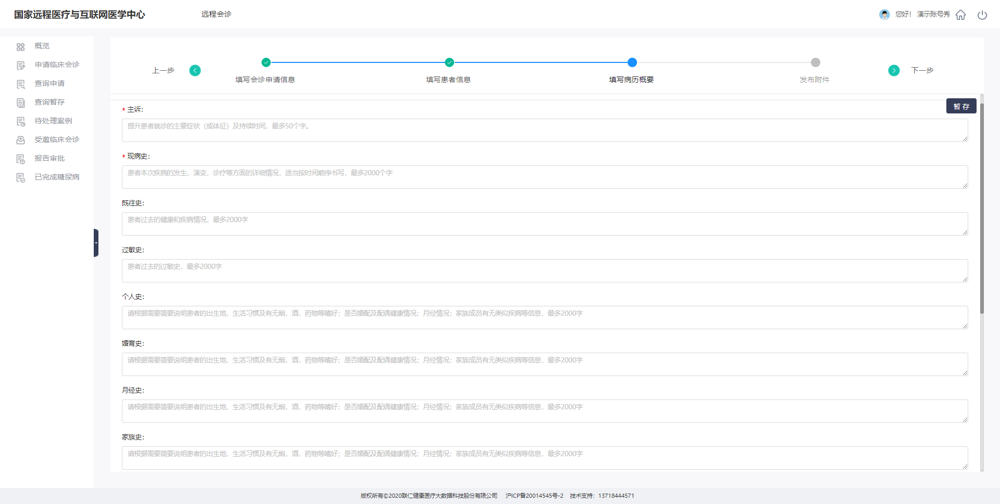 国家远程医疗与互联网医学中心
远程会诊
您好！ 演示账号秀
概览
申请临床会诊
查询申请
查询暂存
待处理案例
受邀临床会诊
报告审批
已完成糖尿病
上一步
填写会诊申请信息
填写患者信息
填写病历概要
发布附件
下一步
暂 存
* 主诉：
提升患者就诊的主要症状（或体征）及持续时间，最多50个字。
* 现病史：
患者本次疾病的发生，演变，诊疗等方面的详细情况，适当按时间顺序书写，最多2000个字
既往史：
患者过去的健康和疾病情况，最多2000字
过敏史：
患者过去的过敏史，最多2000字
个人史：
请根据需要简要说明患者的出生地，生活习惯及有无烟，酒，药物等嗜好；是否婚配及配偶健康情况；月经情况；家族成员有无类似疾病等信息，最多2000字
婚育史：
请根据需要简要说明患者的出生地，生活习惯及有无烟，酒，药物等嗜好；是否婚配及配偶健康情况；月经情况；家族成员有无类似疾病等信息，最多2000字
月经史：
请根据需要简要说明患者的出生地，生活习惯及有无烟，酒，药物等嗜好；是否婚配及配偶健康情况；月经情况；家族成员有无类似疾病等信息，最多2000字
家族史：
请根据需要简要说明患者的出生地，生活习惯及有无烟，酒，药物等嗜好；是否婚配及配偶健康情况；月经情况；家族成员有无类似疾病等信息，最多2000字
版权所有©2020联仁健康医疗大数据科技股份有限公司 沪ICP备20014545号-2 技术支持：13718444571